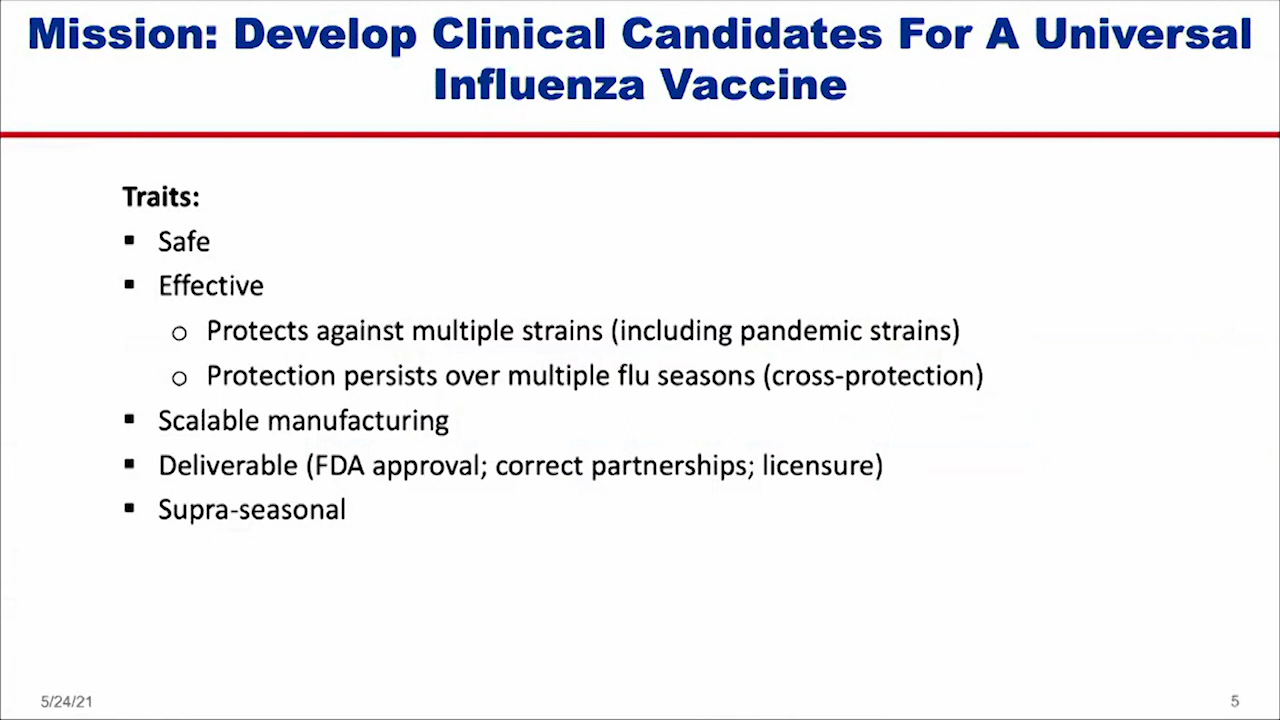 Mission: Develop Clinical Candidates For A Universal
Influenza Vaccine
Traits:
▪ Safe
▪ Effective
o Protects against multiple strains (including pandemic strains)
o Protection persists over multiple flu seasons (cross-protection)
▪ Scalable manufacturing
▪ Deliverable (FDA approval; correct partnerships; licensure)
▪ Supra-seasonal
5/24/21
5